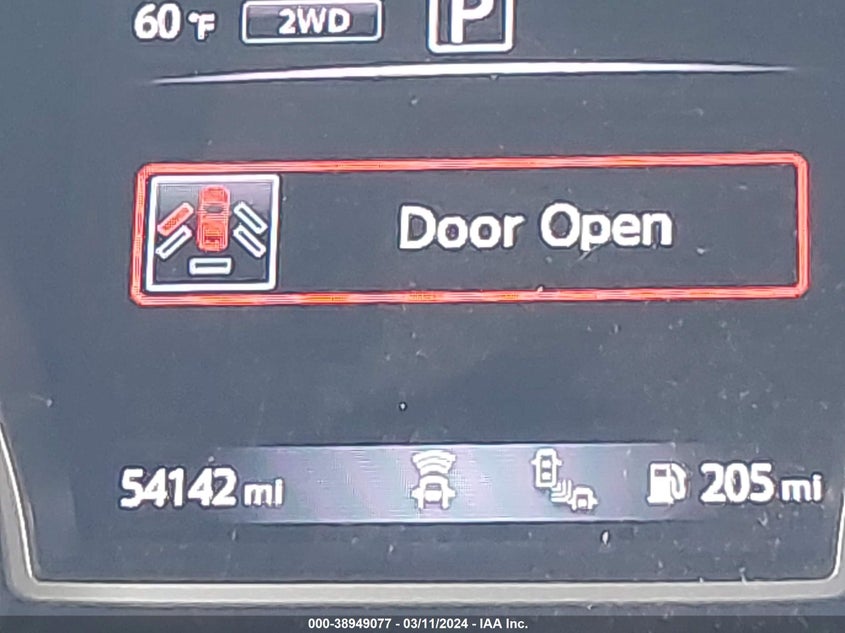 60°F 2WD P
Door Open
54142 mi 205 mi
000-38949077 - 03/11/2024 - IAA Inc.